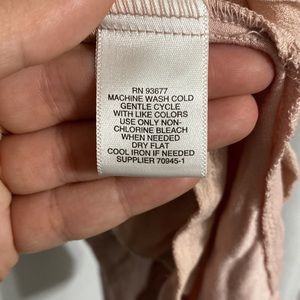 RN 93677
MACHINE WASH COLD
GENTLE CYCLE
WITH LIKE COLORS
USE ONLY NON-
CHLORINE BLEACH
WHEN NEEDED
DRY FLAT
COOL IRON IF NEEDED
SUPPLIER 70945-1